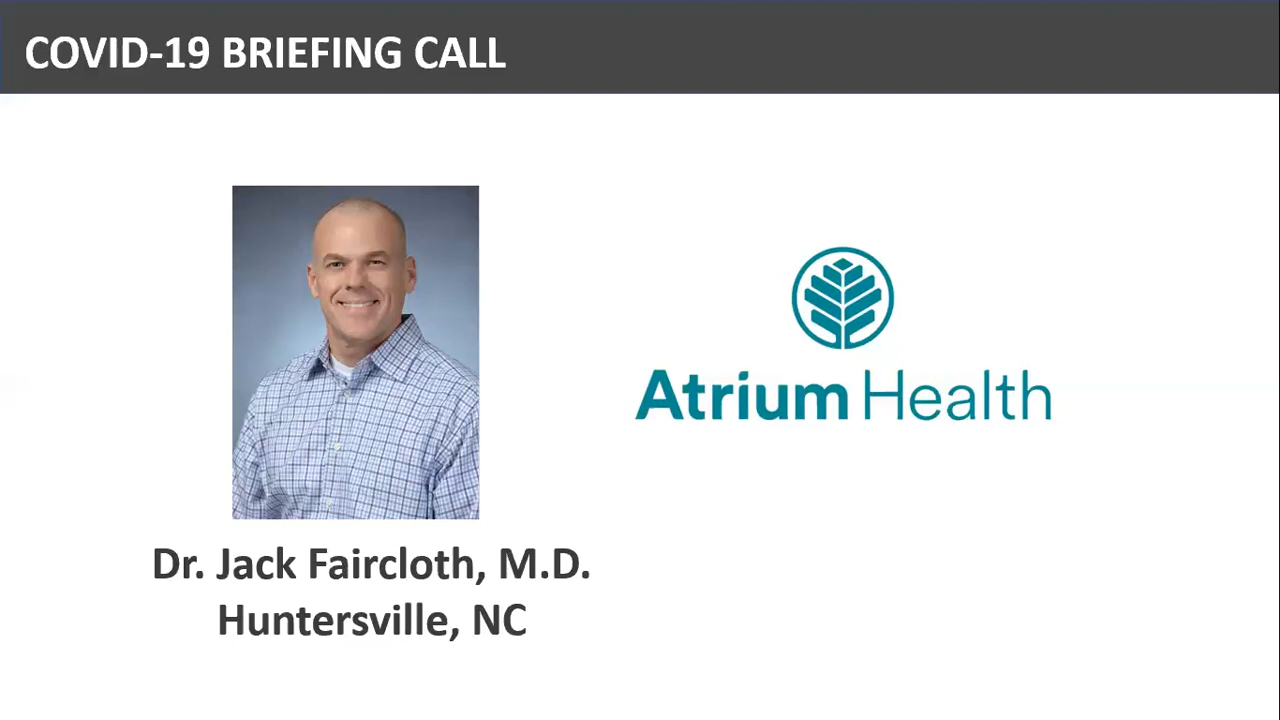 COVID-19 BRIEFING CALL
Atrium Health
Dr. Jack Faircloth, M.D.
Huntersville, NC